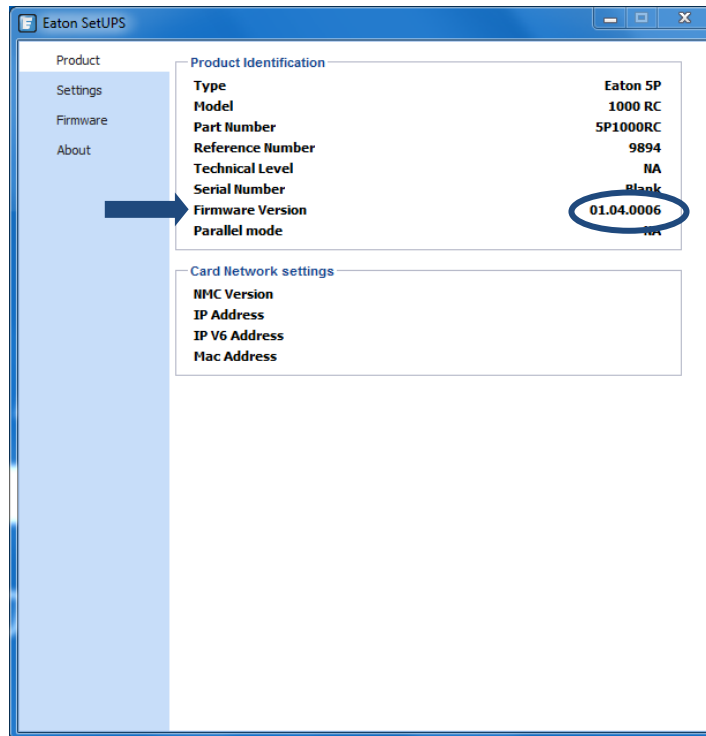 Eaton SetUPS
Product
Settings
Firmware
About
Product Identification
Type Eaton 5P
Model 1000 RC
Part Number 5P1000RC
Reference Number 9894
Technical Level NA
Serial Number Blank
Firmware Version 01.04.0006
Parallel mode NA
Card Network settings
NMC Version
IP Address
IP V6 Address
Mac Address